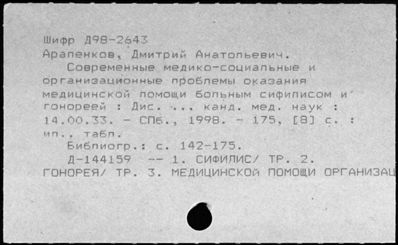 Шифр Д98-2643
Арапенков, Дмитрий Анатольевич.
Современные медико-социальные и
организационные проблемы оказания
медицинской помощи больным сифилисом и
гонореей : Дис. ... канд. мед. наук :
14.00.33. - СПб., 1998. - 175, [8] с. :
ил., табл.
Библиогр.: с. 142-175.
Д-144159 -- 1. СИФИЛИС/ ТР. 2.
ГОНОРЕЯ/ ТР. 3. МЕДИЦИНСКОЙ ПОМОЩИ ОРГАНИЗАЦ